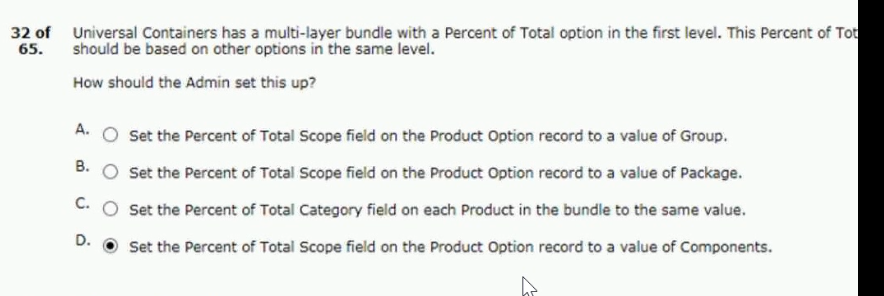 32 of Universal Containers has a multi-layer bundle with a Percent of Total option in the first level. This Percent of Tot
65. should be based on other options in the same level.
How should the Admin set this up?
A. Set the Percent of Total Scope field on the Product Option record to a value of Group.
B. Set the Percent of Total Scope field on the Product Option record to a value of Package.
C. Set the Percent of Total Category field on each Product in the bundle to the same value.
D. Set the Percent of Total Scope field on the Product Option record to a value of Components.